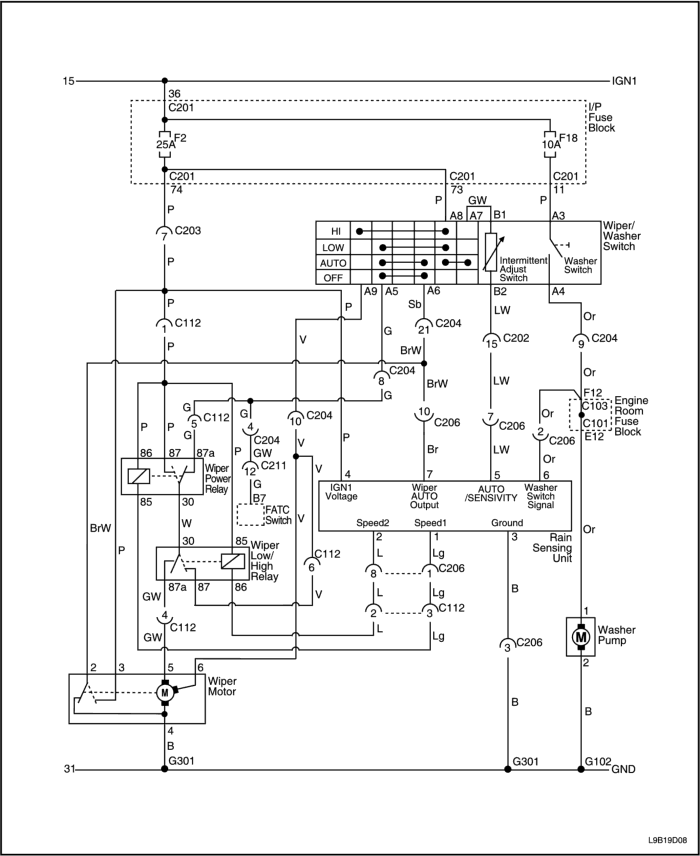 15 IGN1
36
C201
I/P
Fuse
Block
F2
25A
F18
10A
C201
74
C201
73
C201
11
P
P
GW
P
A8 A7 B1 A3
7 C203
HI
LOW
AUTO
OFF
Intermittent
Adjust
Switch
Washer
Switch
Wiper/
Washer
Switch
P
A9 A5 A6 B2 A4
P
P
Sb
LW
Or
1 C112
V
G
21 C204
15 C202
9 C204
P
BrW
C204
8
BrW
LW
Or
G
F12
C103
C101
E12
Engine
Room
Fuse
Block
G
5 C112
G
G
4
C204
GW
C204
10
10
C206
7
C206
Or
2
C206
P
P
P
12 C211
G
V
V
P
Br
LW
Or
86 87 87a
Wiper
Power
Relay
85 30
B7
FATC
Switch
4 7 5 6
IGN1
Voltage
Wiper
AUTO
Output
AUTO
/SENSIVITY
Washer
Switch
Signal
Speed2 Speed1 Ground
2 1 3
Rain
Sensing
Unit
BrW
P
W
V
Or
30 85
Wiper
Low/
High
Relay
87a 87 86
C112
6
V
L
Lg
8 1 C206
B
GW
L
Lg
4
C112
2 3 C112
GW
L
Lg
3 C206
1
M
Washer
Pump
2
2 3 5 6
Wiper
Motor
M
4
B
B
B
G301
G301
G102
31 GND
L9B19D08